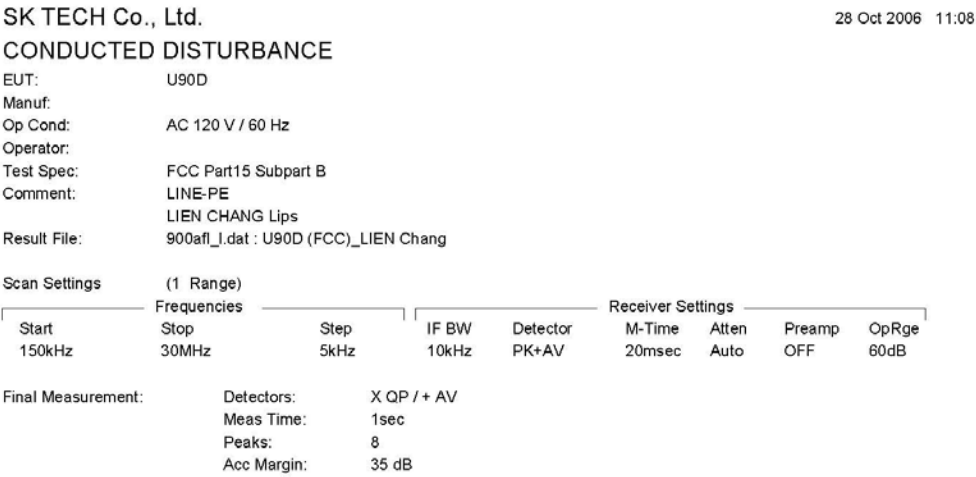 SK TECH Co., Ltd. 28 Oct 2006 11:08
CONDUCTED DISTURBANCE
EUT: U90D
Manuf:
Op Cond: AC 120 V / 60 Hz
Operator:
Test Spec: FCC Part15 Subpart B
Comment: LINE-PE
LIEN CHANG Lips
Result File: 900afl_l.dat : U90D (FCC)_LIEN Chang
Scan Settings (1 Range)
Frequencies Receiver Settings
Start Stop Step IF BW Detector M-Time Atten Preamp OpRge
150kHz 30MHz 5kHz 10kHz PK+AV 20msec Auto OFF 60dB
Final Measurement: Detectors: X QP / + AV
Meas Time: 1sec
Peaks: 8
Acc Margin: 35 dB